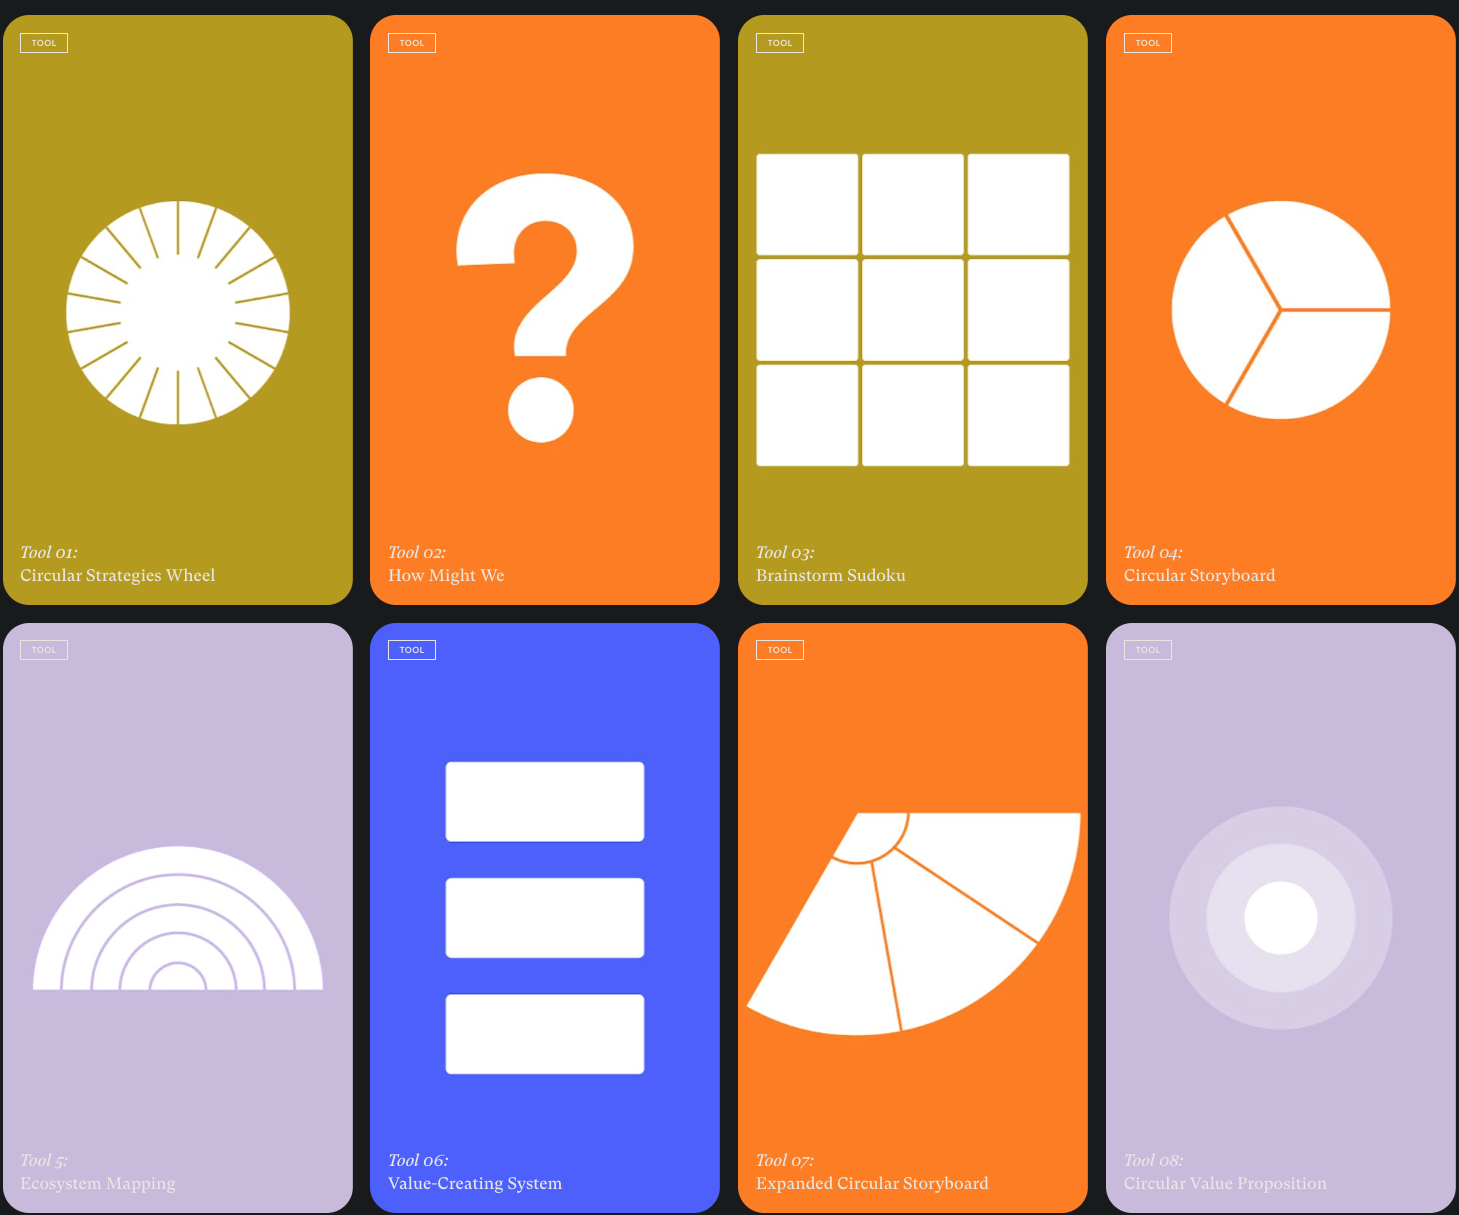 TOOL
Tool 01:
Circular Strategies Wheel
TOOL
?
Tool 02:
How Might We
TOOL
Tool 03:
Brainstorm Sudoku
TOOL
Tool 04:
Circular Storyboard
TOOL
Tool 5:
Ecosystem Mapping
TOOL
Tool 06:
Value-Creating System
TOOL
Tool 07:
Expanded Circular Storyboard
TOOL
Tool 08:
Circular Value Proposition